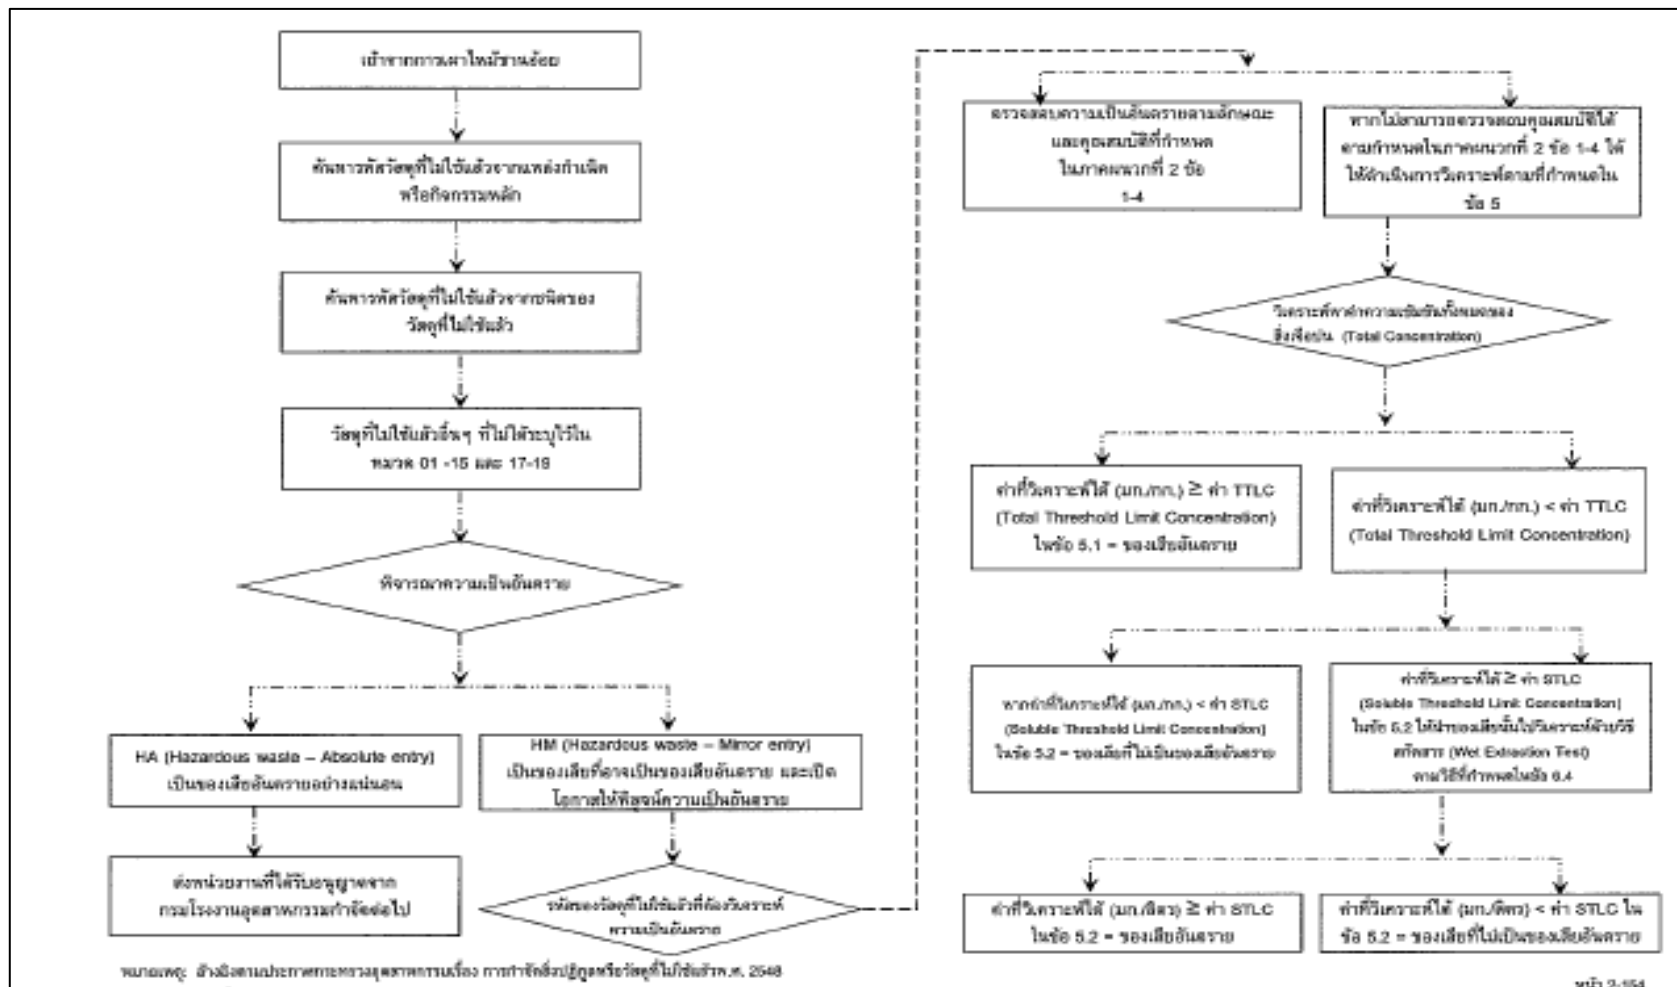 เถ้าจากการเผาไหม้ชานอ้อย
ค้นหารหัสวัสดุที่ไม่ใช้แล้วจากแหล่งกำเนิด
หรือกิจกรรมหลัก
ค้นหารหัสวัสดุที่ไม่ใช้แล้วจากชนิดของ
วัสดุที่ไม่ใช้แล้ว
วัสดุที่ไม่ใช้แล้วอื่นๆ ที่ไม่ได้ระบุไว้ใน
หมวด 01 -15 และ 17-19
พิจารณาความเป็นอันตราย
HA (Hazardous waste – Absolute entry)
เป็นของเสียอันตรายอย่างแน่นอน
HM (Hazardous waste – Mirror entry)
เป็นของเสียที่อาจเป็นของเสียอันตราย และเปิด
โอกาสให้พิสูจน์ความเป็นอันตราย
ส่งหน่วยงานที่ได้รับอนุญาตจาก
กรมโรงงานอุตสาหกรรมกำจัดต่อไป
รหัสของวัสดุที่ไม่ใช้แล้วที่ต้องวิเคราะห์
ความเป็นอันตราย
ตรวจสอบความเป็นอันตรายตามลักษณะ
และคุณสมบัติที่กำหนด
ในภาคผนวกที่ 2 ข้อ
1-4
หากไม่สามารถตรวจสอบคุณสมบัติได้
ตามกำหนดในภาคผนวกที่ 2 ข้อ 1-4 ได้
ให้ดำเนินการวิเคราะห์ตามที่กำหนดใน
ข้อ 5
วิเคราะห์หาค่าความเข้มข้นทั้งหมดของ
สิ่งเจือปน (Total Concentration)
ค่าที่วิเคราะห์ได้ (มก./กก.) ≥ ค่า TTLC
(Total Threshold Limit Concentration)
ในข้อ 5.1 = ของเสียอันตราย
ค่าที่วิเคราะห์ได้ (มก./กก.) < ค่า TTLC
(Total Threshold Limit Concentration)
หากค่าที่วิเคราะห์ได้ (มก./กก.) < ค่า STLC
(Soluble Threshold Limit Concentration)
ในข้อ 5.2 = ของเสียที่ไม่เป็นของเสียอันตราย
ค่าที่วิเคราะห์ได้ ≥ ค่า STLC
(Soluble Threshold Limit Concentration)
ในข้อ 5.2 ให้นำของเสียนั้นไปวิเคราะห์ด้วยวิธี
สกัดสาร (Wet Extraction Test)
ตามวิธีที่กำหนดในข้อ 6.4
ค่าที่วิเคราะห์ได้ (มก./ลิตร) ≥ ค่า STLC
ในข้อ 5.2 = ของเสียอันตราย
ค่าที่วิเคราะห์ได้ (มก./ลิตร) < ค่า STLC ใน
ข้อ 5.2 = ของเสียที่ไม่เป็นของเสียอันตราย
หมายเหตุ: อ้างอิงตามประกาศกระทรวงอุตสาหกรรมเรื่อง การกำจัดสิ่งปฏิกูลหรือวัสดุที่ไม่ใช้แล้วพ.ศ. 2548
หน้า 2-154